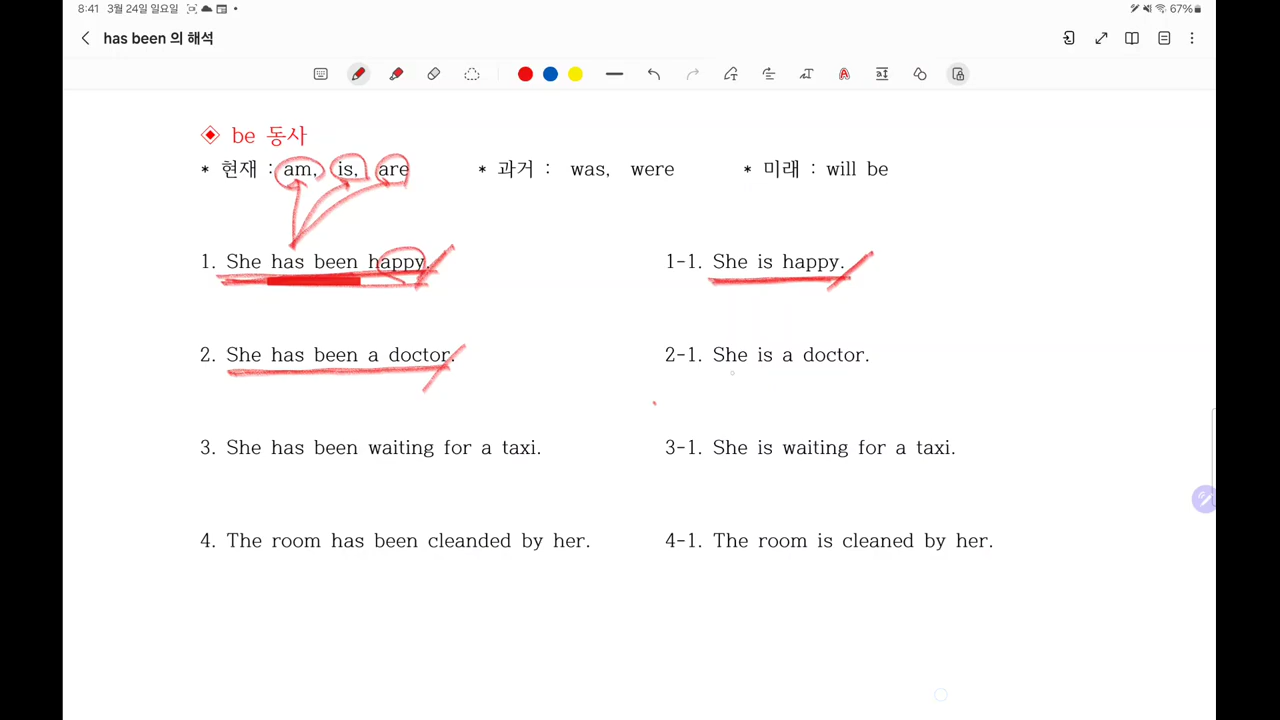 8:41 3월 24일 일요일 67%
has been 의 해석
be 동사
* 현재 : am, is, are * 과거 : was, were * 미래 : will be
1. She has been happy. 1-1. She is happy.
2. She has been a doctor. 2-1. She is a doctor.
3. She has been waiting for a taxi. 3-1. She is waiting for a taxi.
4. The room has been cleanded by her. 4-1. The room is cleaned by her.